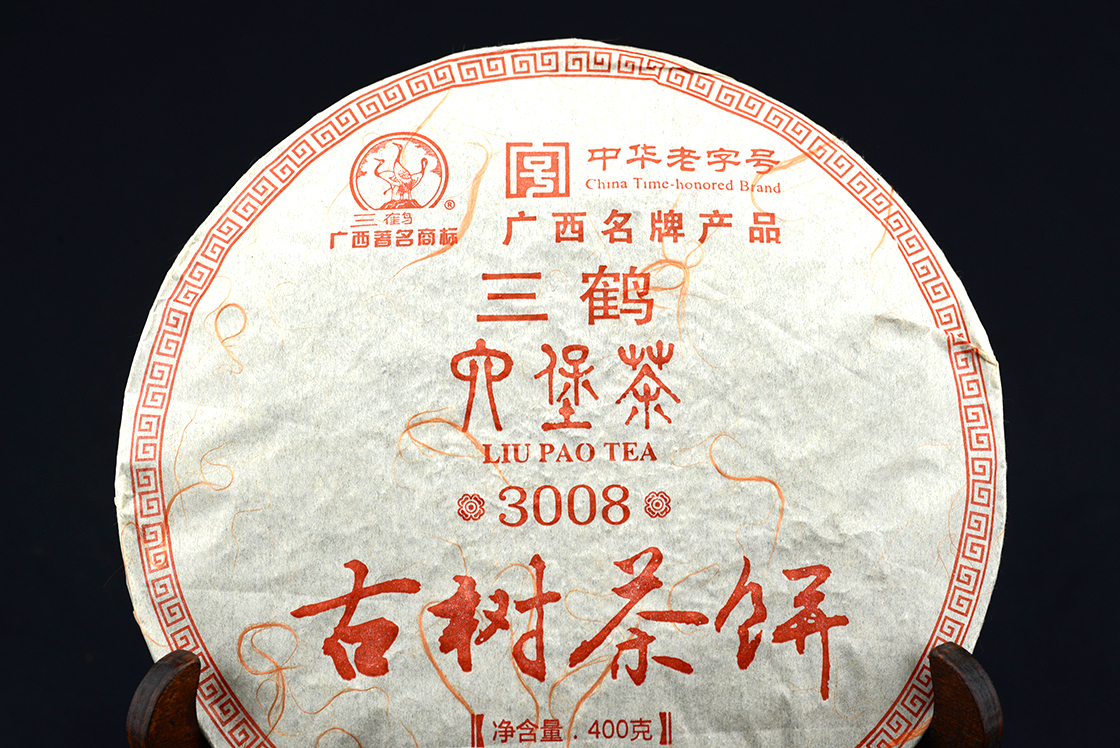 三鹤®
广西著名商标
号 中华老字号
China Time-honored Brand
广西名牌产品
三鹤
六堡茶
LIU PAO TEA
3008
古树茶饼
【净含量：400克】